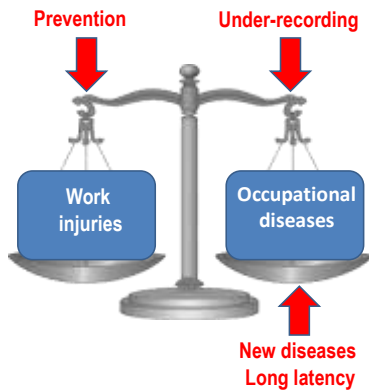 Prevention
Under-recording
Work
injuries
Occupational
diseases
New diseases
Long latency